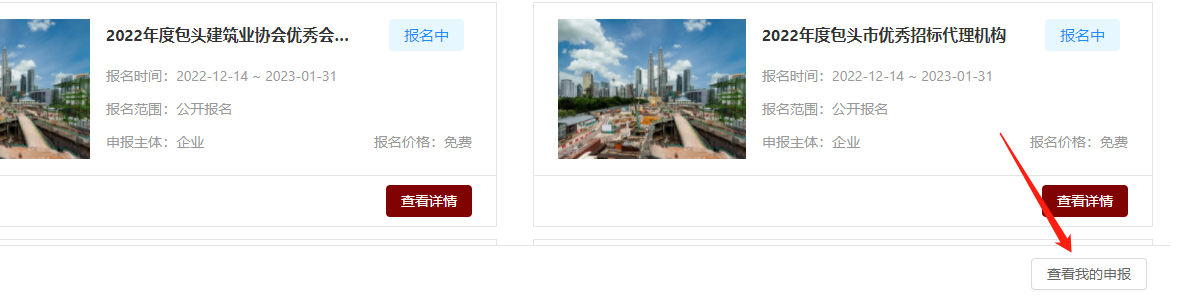 2022年度包头建筑业协会优秀会... 报名中
报名时间：2022-12-14 ~ 2023-01-31
报名范围：公开报名
申报主体：企业 报名价格：免费
查看详情
2022年度包头市优秀招标代理机构 报名中
报名时间：2022-12-14 ~ 2023-01-31
报名范围：公开报名
申报主体：企业 报名价格：免费
查看详情
查看我的申报